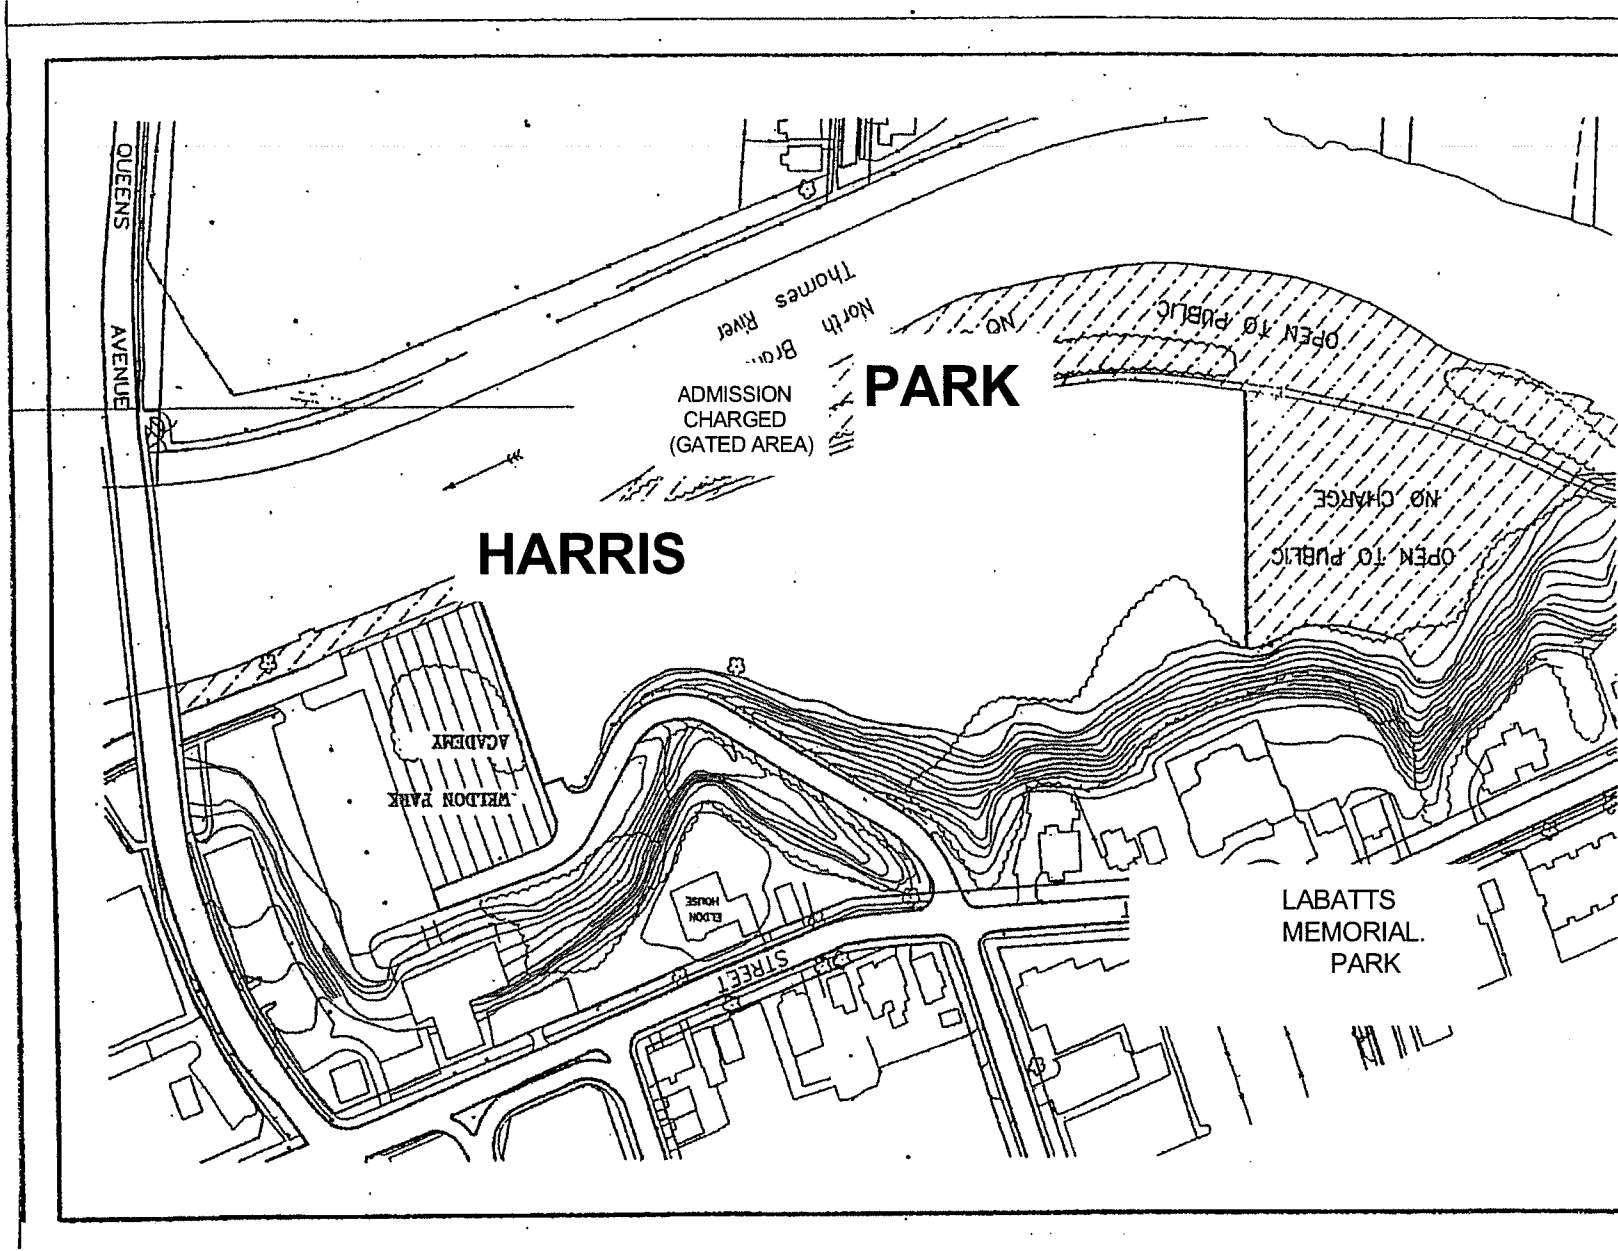 QUEENS AVENUE
Thames
River
North
Bran
NO
OPEN TO PUBLIC
PARK
ADMISSION
CHARGED
(GATED AREA)
NO CHARGE
OPEN TO PUBLIC
HARRIS
WELDON PARK
ACADEMY
ELDON
HOUSE
STREET
LABATTS
MEMORIAL.
PARK